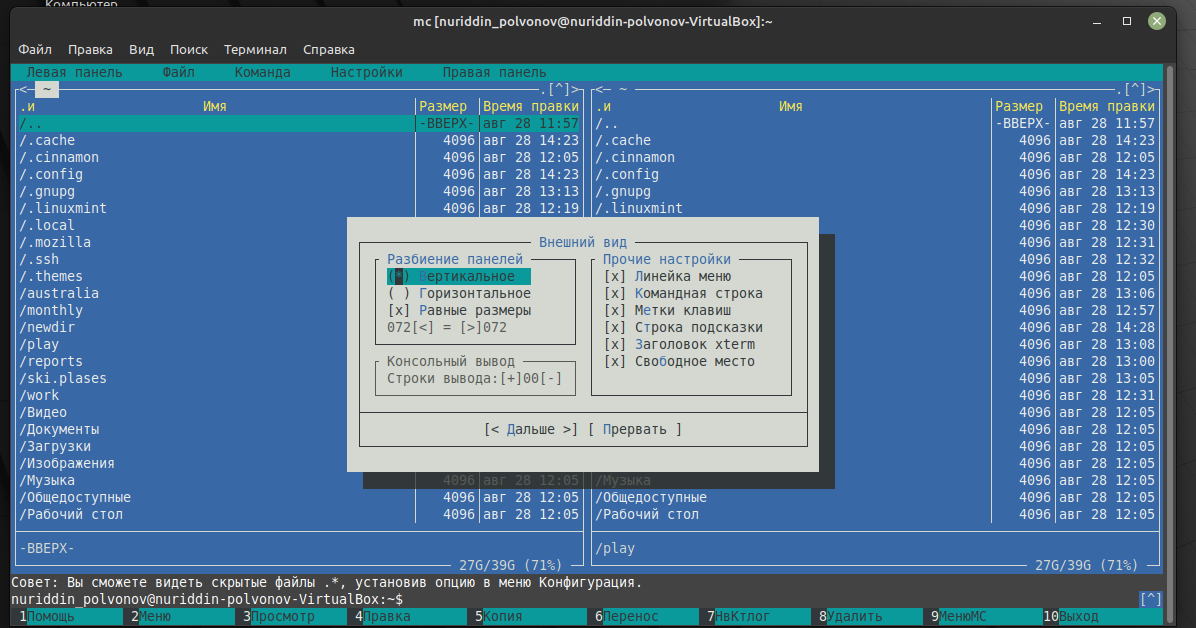 Компьютер
mc [nuriddin_polvonov@nuriddin-polvonov-VirtualBox]:~
Файл Правка Вид Поиск Терминал Справка
Левая панель Файл Команда Настройки Правая панель
<─ ~ .[^]> <─ ~ .[^]>
.и Имя Размер Время правки .и Имя Размер Время правки
/.. -ВВЕРХ- авг 28 11:57 /.. -ВВЕРХ- авг 28 11:57
/.cache 4096 авг 28 14:23 /.cache 4096 авг 28 14:23
/.cinnamon 4096 авг 28 12:05 /.cinnamon 4096 авг 28 12:05
/.config 4096 авг 28 14:23 /.config 4096 авг 28 14:23
/.gnupg 4096 авг 28 13:13 /.gnupg 4096 авг 28 13:13
/.linuxmint 4096 авг 28 12:19 /.linuxmint 4096 авг 28 12:19
/.local 4096 авг 28 12:30
/.mozilla Внешний вид 4096 авг 28 12:31
/.ssh Разбиение панелей Прочие настройки 4096 авг 28 12:32
/.themes (*) Вертикальное [x] Линейка меню 4096 авг 28 12:05
/australia ( ) Горизонтальное [x] Командная строка 4096 авг 28 13:06
/monthly [x] Равные размеры [x] Метки клавиш 4096 авг 28 12:57
/newdir 072[<] = [>]072 [x] Строка подсказки 4096 авг 28 14:28
/play [x] Заголовок xterm 4096 авг 28 13:08
/reports Консольный вывод [x] Свободное место 4096 авг 28 13:00
/ski.plases Строки вывода:[+]00[-] 4096 авг 28 13:05
/work 4096 авг 28 12:31
/Видео 4096 авг 28 12:05
/Документы [< Дальше >] [ Прервать ] 4096 авг 28 12:05
/Загрузки 4096 авг 28 12:05
/Изображения 4096 авг 28 12:05
/Музыка 4096 авг 28 12:05 /Музыка 4096 авг 28 12:05
/Общедоступные 4096 авг 28 12:05 /Общедоступные 4096 авг 28 12:05
/Рабочий стол 4096 авг 28 12:05 /Рабочий стол 4096 авг 28 12:05
-ВВЕРХ- /play
27G/39G (71%) 27G/39G (71%)
Совет: Вы сможете видеть скрытые файлы .*, установив опцию в меню Конфигурация.
nuriddin_polvonov@nuriddin-polvonov-VirtualBox:~$ [^]
1Помощь 2Меню 3Просмотр 4Правка 5Копия 6Перенос 7НвКтлог 8Удалить 9МенюМС 10Выход